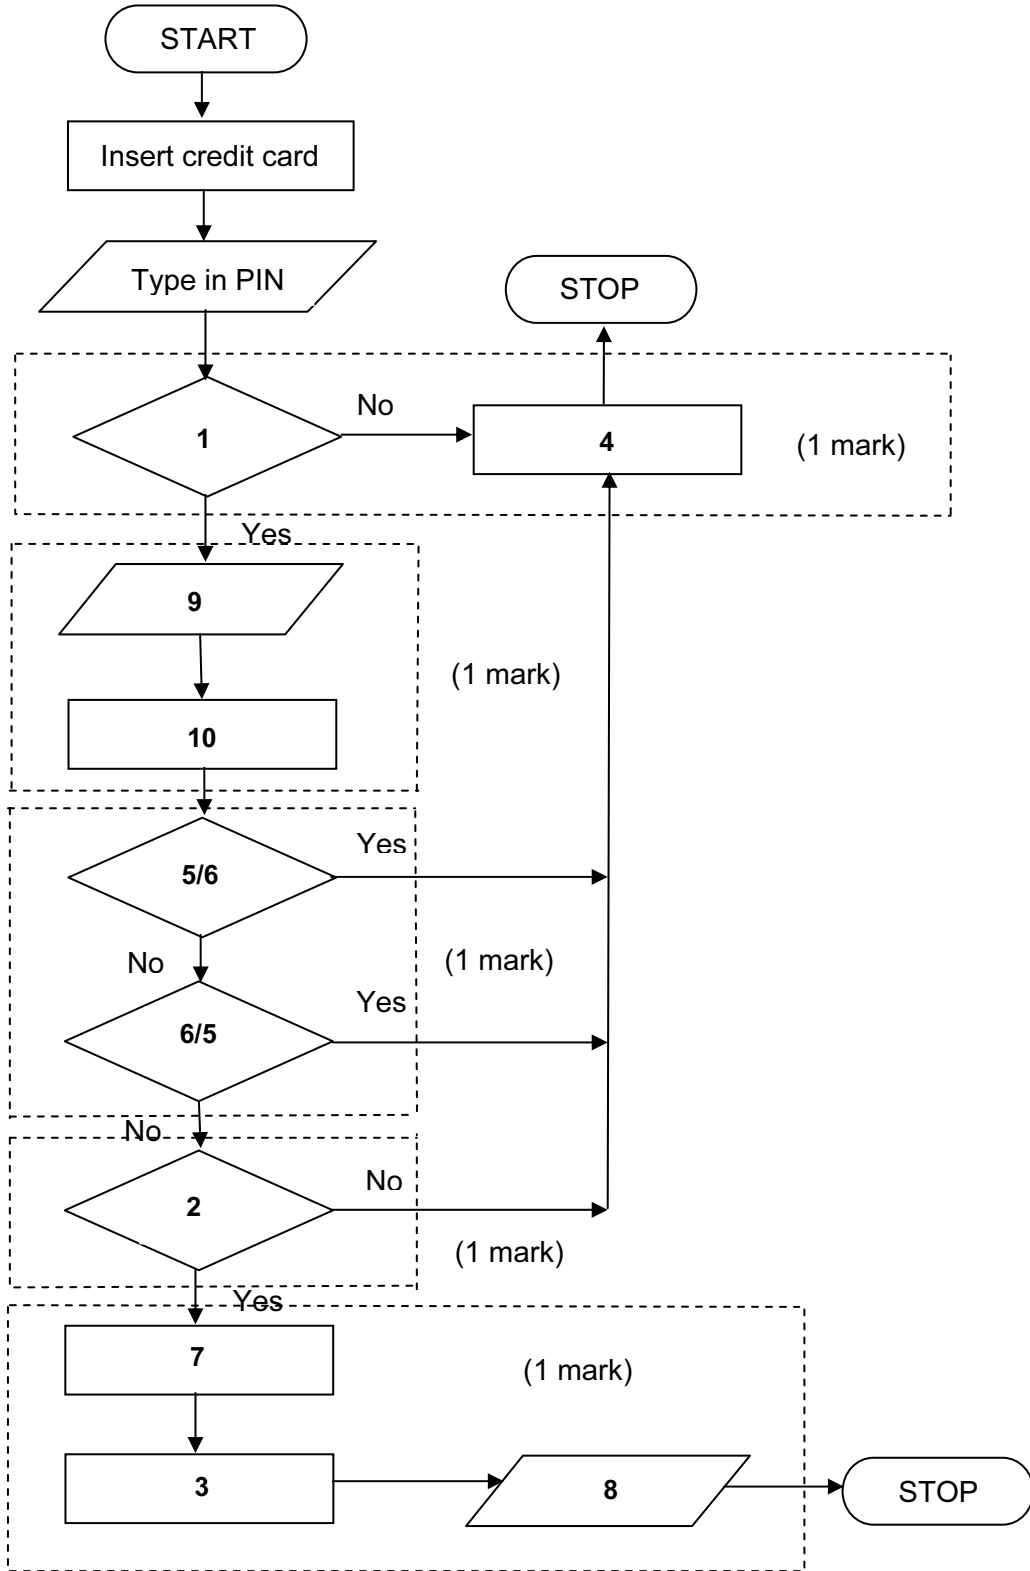 START
Insert credit card
Type in PIN
STOP
1
No
4
(1 mark)
Yes
9
(1 mark)
10
5/6
Yes
No
(1 mark)
6/5
Yes
No
2
No
(1 mark)
Yes
7
(1 mark)
3
8
STOP